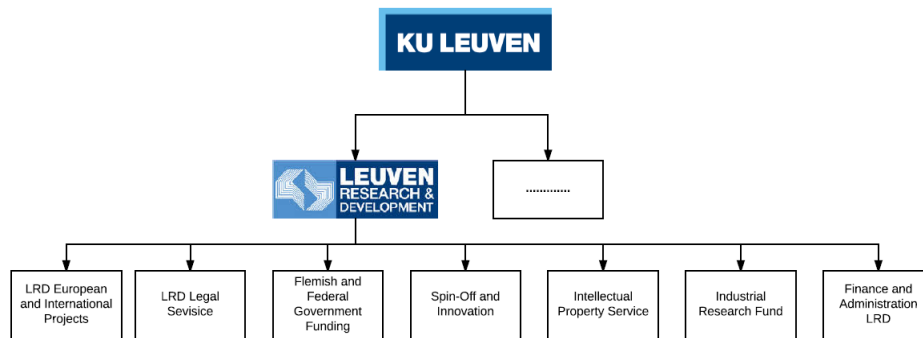 KU LEUVEN
LEUVEN
RESEARCH &
DEVELOPMENT
.............
LRD European
and International
Projects
LRD Legal
Sevisice
Flemish and
Federal
Government
Funding
Spin-Off and
Innovation
Intellectual
Property Service
Industrial
Research Fund
Finance and
Administration
LRD